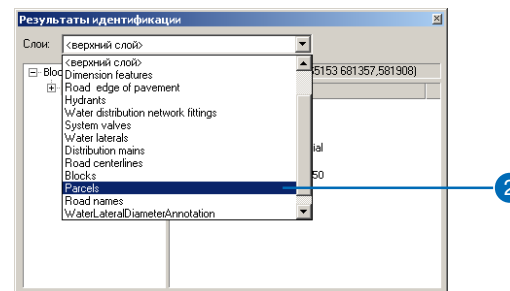 Результаты идентификации
Слои: <верхний слой>
<верхний слой>
Dimension features
Road edge of pavement
Hydrants
Water distribution network fittings
System valves
Water laterals
Distribution mains
Road centerlines
Blocks
Parcels
Road names
WaterLateralDiameterAnnotation
Bloc
5153 681357,581908)
ial
50
2